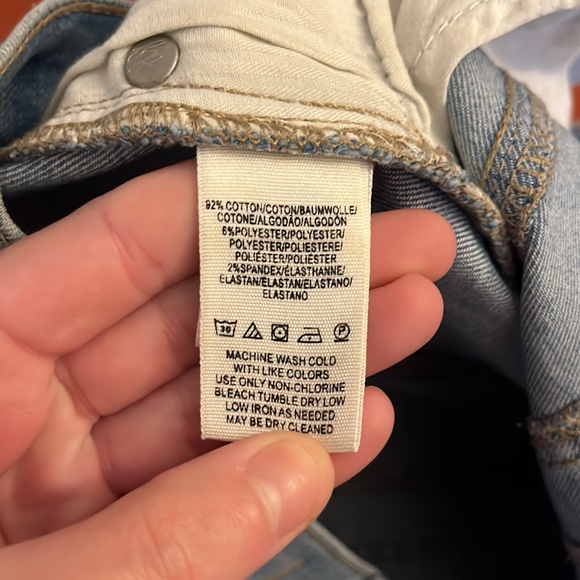 92% COTTON/COTON/BAUMWOLLE/
COTONE/ALGODÃO/ALGODÓN
6%POLYESTER/POLYESTER/
POLYESTER/POLIESTERE/
POLIÉSTER/POLIÉSTER
2%SPANDEX/ÉLASTHANNE/
ELASTAN/ELASTAN/ELASTANO/
ELASTANO
30 P
MACHINE WASH COLD
WITH LIKE COLORS
USE ONLY NON-CHLORINE
BLEACH TUMBLE DRY LOW
LOW IRON AS NEEDED
MAY BE DRY CLEANED